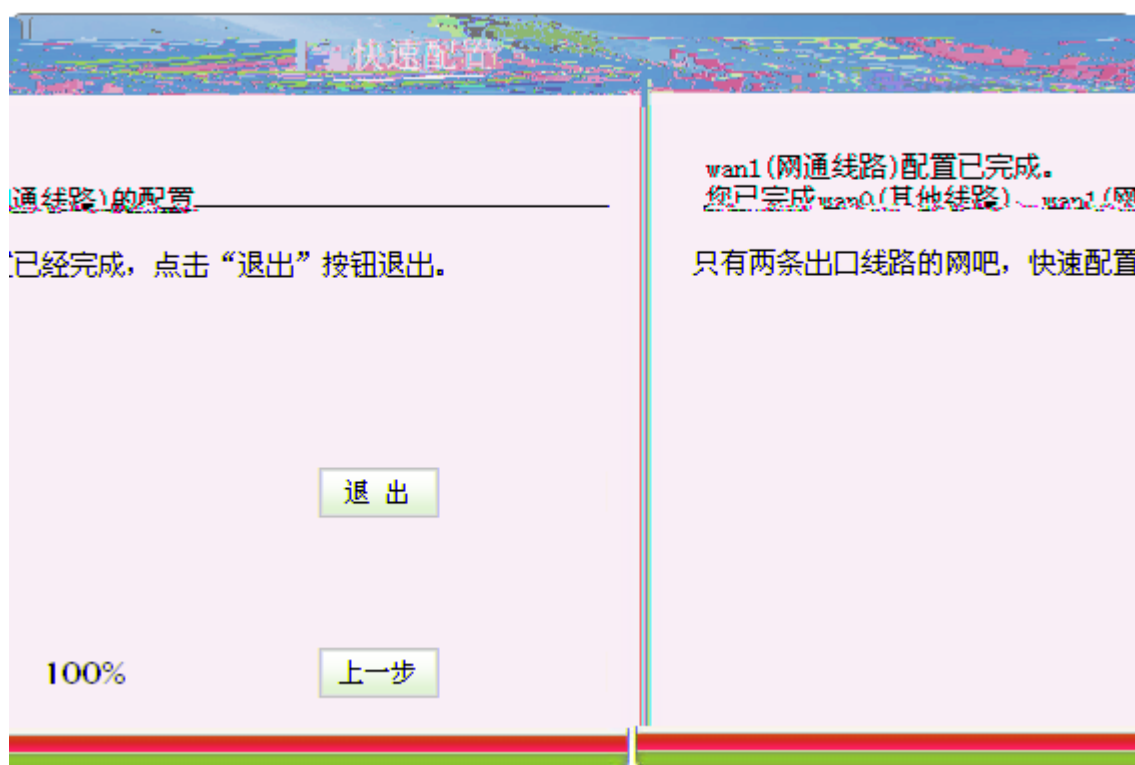 快速配置
通线路)的配置
已经完成，点击“退出”按钮退出。
退 出
100%
上一步
wan1(网通线路)配置已完成。
您已完成wan0(其他线路)、wan1(网
只有两条出口线路的网吧，快速配置